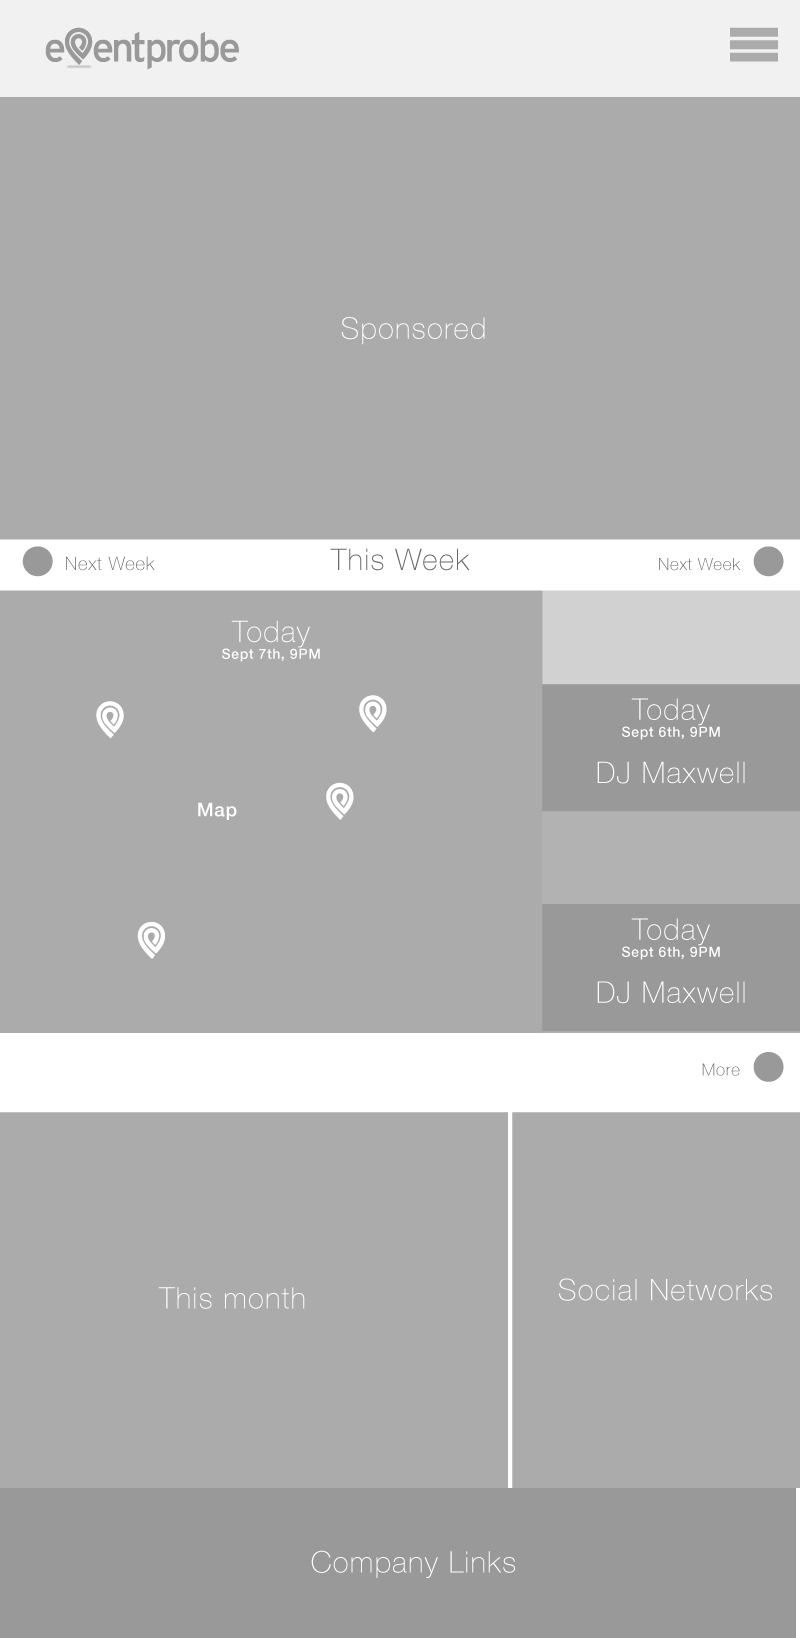 eventprobe
Sponsored
Next Week
This Week
Next Week
Today
Sept 7th, 9PM
Map
Today
Sept 6th, 9PM
DJ Maxwell
Today
Sept 6th, 9PM
DJ Maxwell
More
This month
Social Networks
Company Links